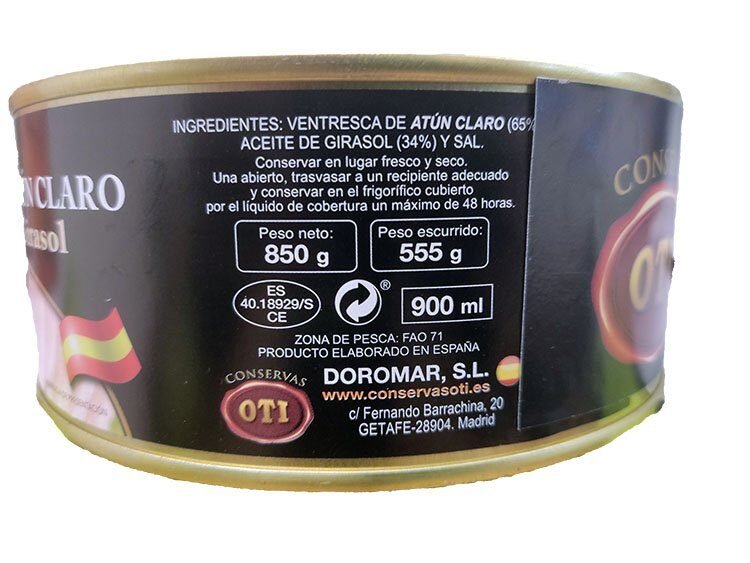 ÚN CLARO
irasol
INGREDIENTES: VENTRESCA DE ATÚN CLARO (65%
ACEITE DE GIRASOL (34%) Y SAL.
Conservar en lugar fresco y seco.
Una abierto, trasvasar a un recipiente adecuado
y conservar en el frigorífico cubierto
por el líquido de cobertura un máximo de 48 horas.
Peso neto:
850 g
Peso escurrido:
555 g
ES
40.18929/S
CE
®
900 ml
ZONA DE PESCA: FAO 71
PRODUCTO ELABORADO EN ESPAÑA
CONSERVAS
OTI
DOROMAR, S.L.
www.conservasoti.es
c/ Fernando Barrachina, 20
GETAFE-28904. Madrid
CONSERV
OTI